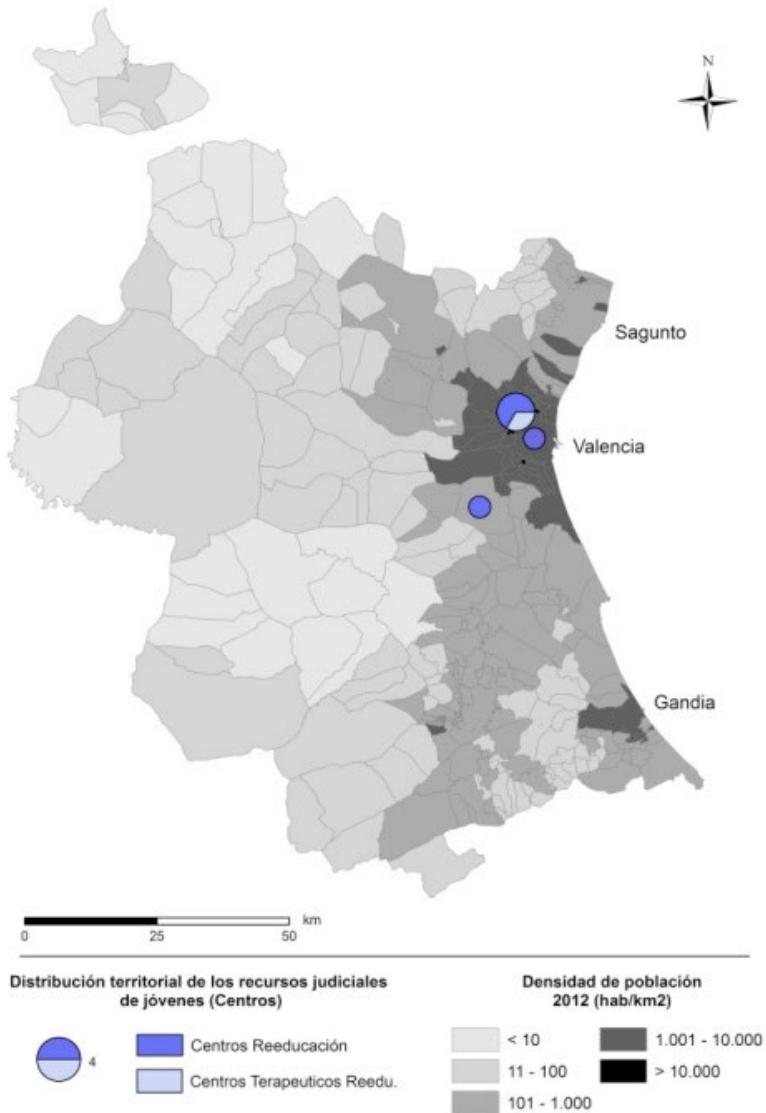 N
Sagunto
Valencia
Gandia
km
0 25 50
Distribución territorial de los recursos judiciales
de jóvenes (Centros)
4
Centros Reeducación
Centros Terapeuticos Reedu.
Densidad de población
2012 (hab/km2)
< 10
11 - 100
101 - 1.000
1.001 - 10.000
> 10.000